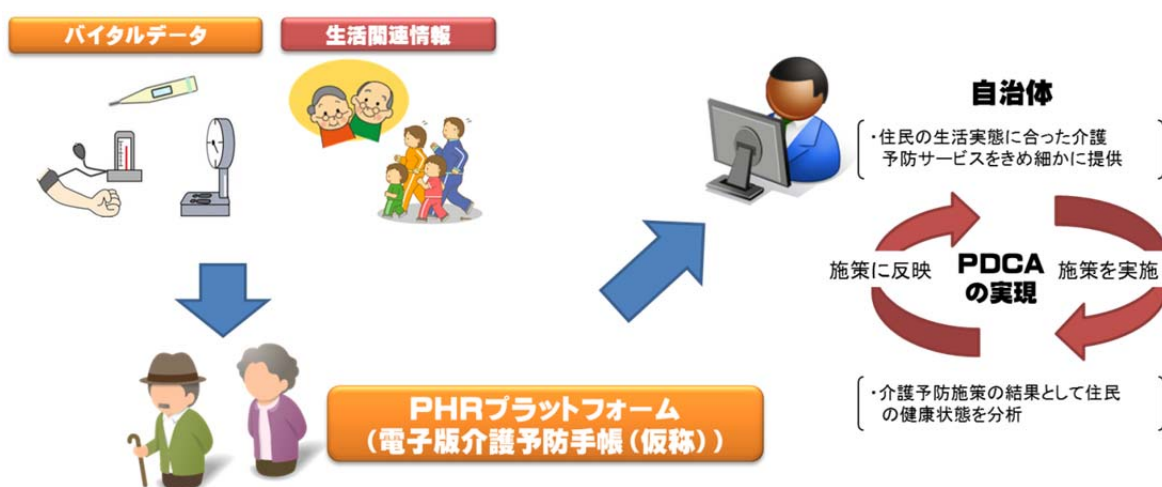 バイタルデータ
生活関連情報
自治体
・住民の生活実態に合った介護
予防サービスをきめ細かに提供
施策に反映
PDCA
の実現
施策を実施
・介護予防施策の結果として住民
の健康状態を分析
PHRプラットフォーム
（電子版介護予防手帳（仮称））